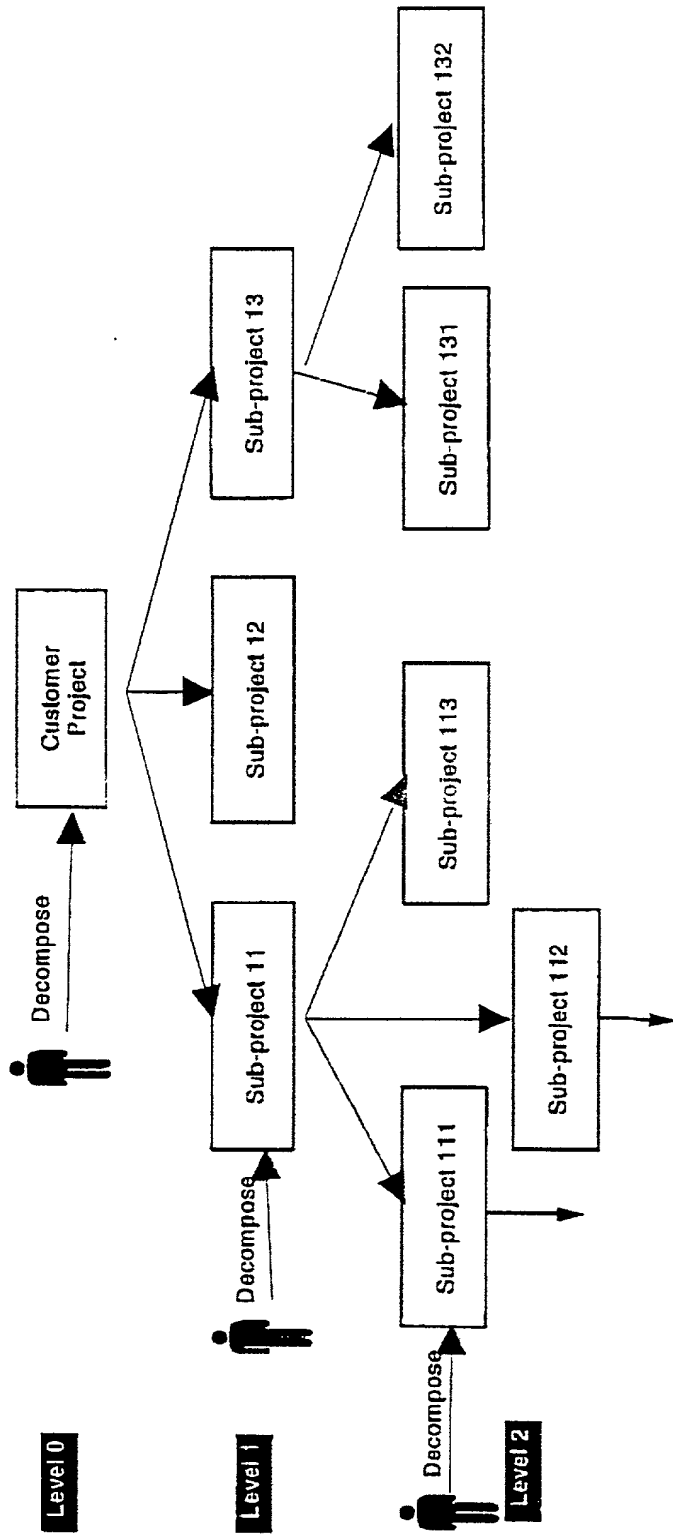 Level 0
Decompose
Customer
Project
Level 1
Decompose
Sub-project 11
Sub-project 12
Sub-project 13
Level 2
Decompose
Sub-project 111
Sub-project 112
Sub-project 113
Sub-project 131
Sub-project 132